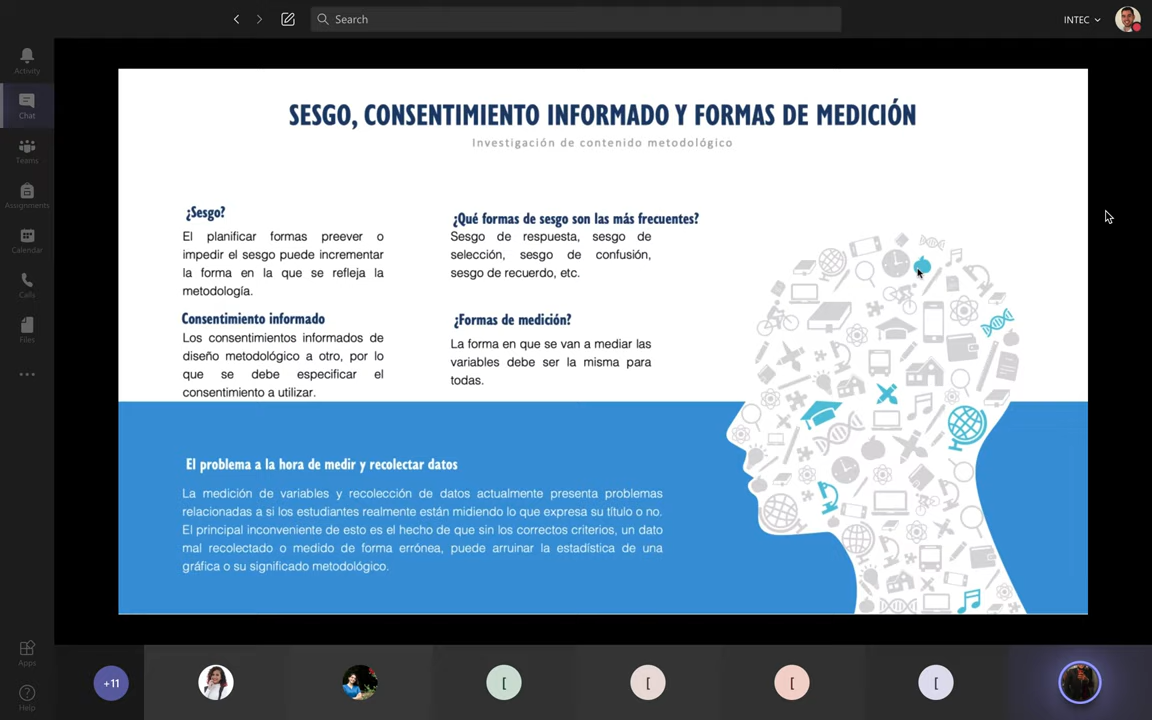 Search
INTEC
Activity
Chat
Teams
Assignments
Calendar
Calls
Files
Apps
Help
SESGO, CONSENTIMIENTO INFORMADO Y FORMAS DE MEDICIÓN
Investigación de contenido metodológico
¿Sesgo?
El planificar formas preever o
impedir el sesgo puede incrementar
la forma en la que se refleja la
metodología.
Consentimiento informado
Los consentimientos informados de
diseño metodológico a otro, por lo
que se debe especificar el
consentimiento a utilizar.
¿Qué formas de sesgo son las más frecuentes?
Sesgo de respuesta, sesgo de
selección, sesgo de confusión,
sesgo de recuerdo, etc.
¿Formas de medición?
La forma en que se van a mediar las
variables debe ser la misma para
todas.
El problema a la hora de medir y recolectar datos
La medición de variables y recolección de datos actualmente presenta problemas
relacionadas a si los estudiantes realmente están midiendo lo que expresa su título o no.
El principal inconveniente de esto es el hecho de que sin los correctos criterios, un dato
mal recolectado o medido de forma errónea, puede arruinar la estadística de una
gráfica o su significado metodológico.
+11
[
[
[
[